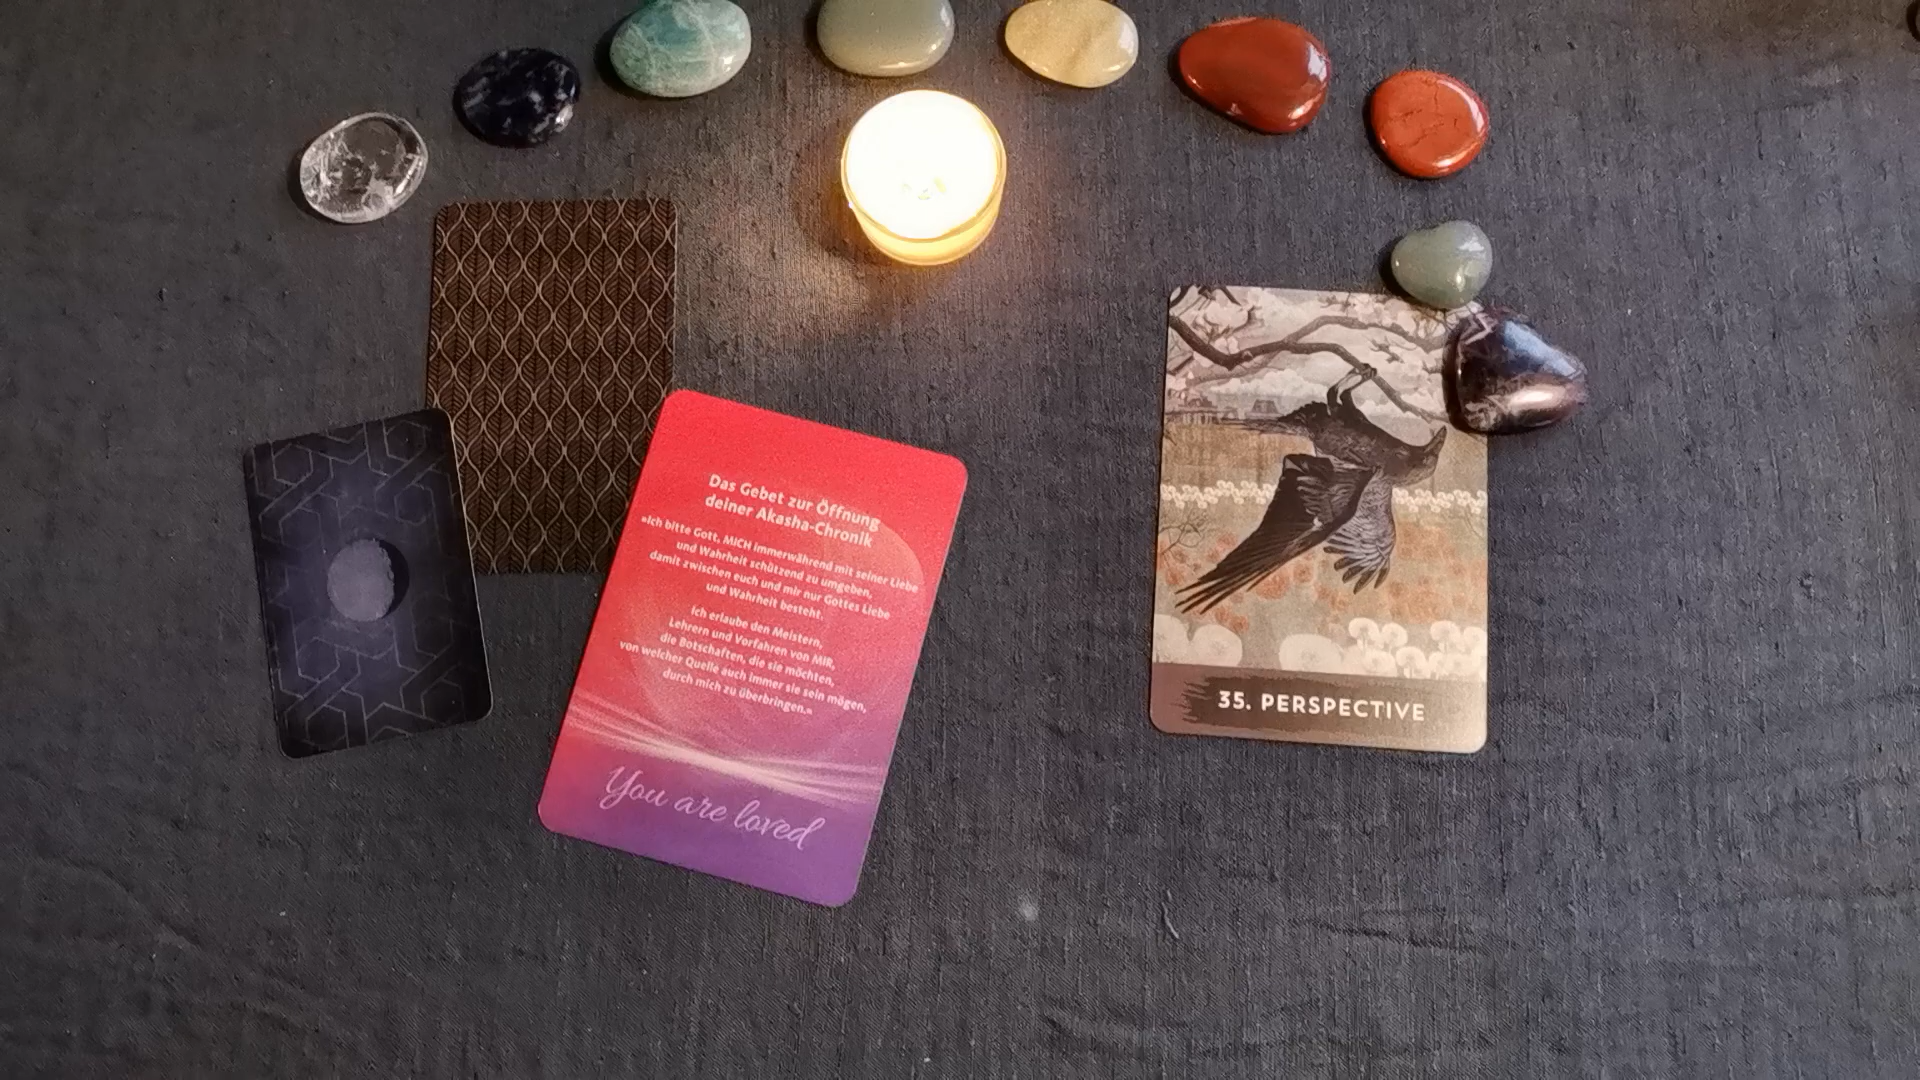 Das Gebet zur Öffnung
deiner Akasha-Chronik
»Ich bitte Gott, MICH immerwährend mit seiner Liebe
und Wahrheit schützend zu umgeben,
damit zwischen euch und mir nur Gottes Liebe
und Wahrheit besteht.
Ich erlaube den Meistern,
Lehrern und Vorfahren von MIR,
die Botschaften, die sie möchten,
von welcher Quelle auch immer sie sein mögen,
durch mich zu überbringen.«
You are loved
35. PERSPECTIVE